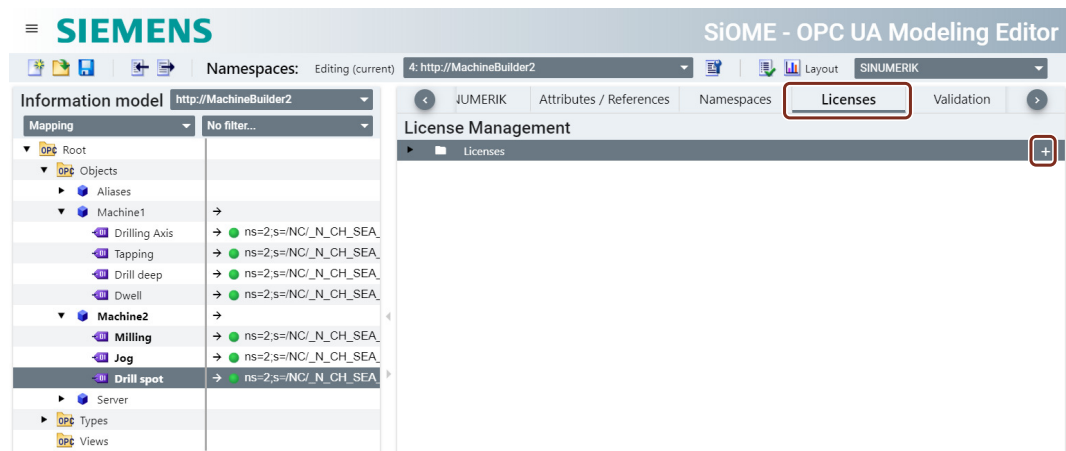 SIEMENS
SiOME - OPC UA Modeling Editor
Namespaces: Editing (current) 4: http://MachineBuilder2 Layout SINUMERIK
Information model http://MachineBuilder2
Mapping No filter...
Root
Objects
Aliases
Machine1
Drilling Axis ns=2;s=/NC/_N_CH_SEA_
Tapping ns=2;s=/NC/_N_CH_SEA_
Drill deep ns=2;s=/NC/_N_CH_SEA_
Dwell ns=2;s=/NC/_N_CH_SEA_
Machine2
Milling ns=2;s=/NC/_N_CH_SEA_
Jog ns=2;s=/NC/_N_CH_SEA_
Drill spot ns=2;s=/NC/_N_CH_SEA_
Server
Types
Views
NUMERIK Attributes / References Namespaces Licenses Validation
License Management
Licenses +